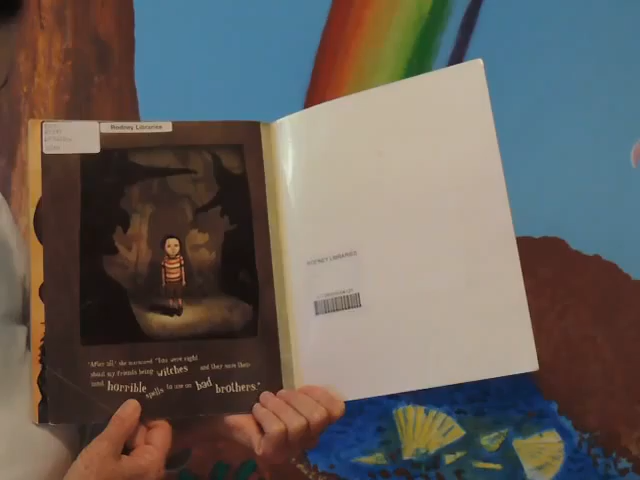 Rodney Libraries
"After all," she murmured. "You were right
about my friends being witches and they save their
most horrible spells to use on bad brothers."
RODNEY LIBRARIES